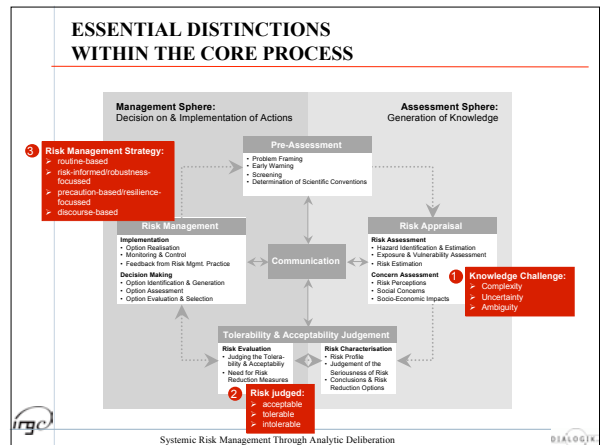 ESSENTIAL DISTINCTIONS
WITHIN THE CORE PROCESS
Management Sphere:
Decision on & Implementation of Actions
Assessment Sphere:
Generation of Knowledge
Pre-Assessment
• Problem Framing
• Early Warning
• Screening
• Determination of Scientific Conventions
3 Risk Management Strategy:
➢ routine-based
➢ risk-informed/robustness-
focussed
➢ precaution-based/resilience-
focussed
➢ discourse-based
Risk Management
Implementation
• Option Realisation
• Monitoring & Control
• Feedback from Risk Mgmt. Practice
Decision Making
• Option Identification & Generation
• Option Assessment
• Option Evaluation & Selection
Communication
Risk Appraisal
Risk Assessment
• Hazard Identification & Estimation
• Exposure & Vulnerability Assessment
• Risk Estimation
Concern Assessment
• Risk Perceptions
• Social Concerns
• Socio-Economic Impacts
1 Knowledge Challenge:
➢ Complexity
➢ Uncertainty
➢ Ambiguity
Tolerability & Acceptability Judgement
Risk Evaluation
• Judging the Tolera-
bility & Acceptability
• Need for Risk
Reduction Measures
Risk Characterisation
• Risk Profile
• Judgement of the
Seriousness of Risk
• Conclusions & Risk
Reduction Options
2 Risk judged:
➢ acceptable
➢ tolerable
➢ intolerable
irgc
Systemic Risk Management Through Analytic Deliberation
DIALOGIK